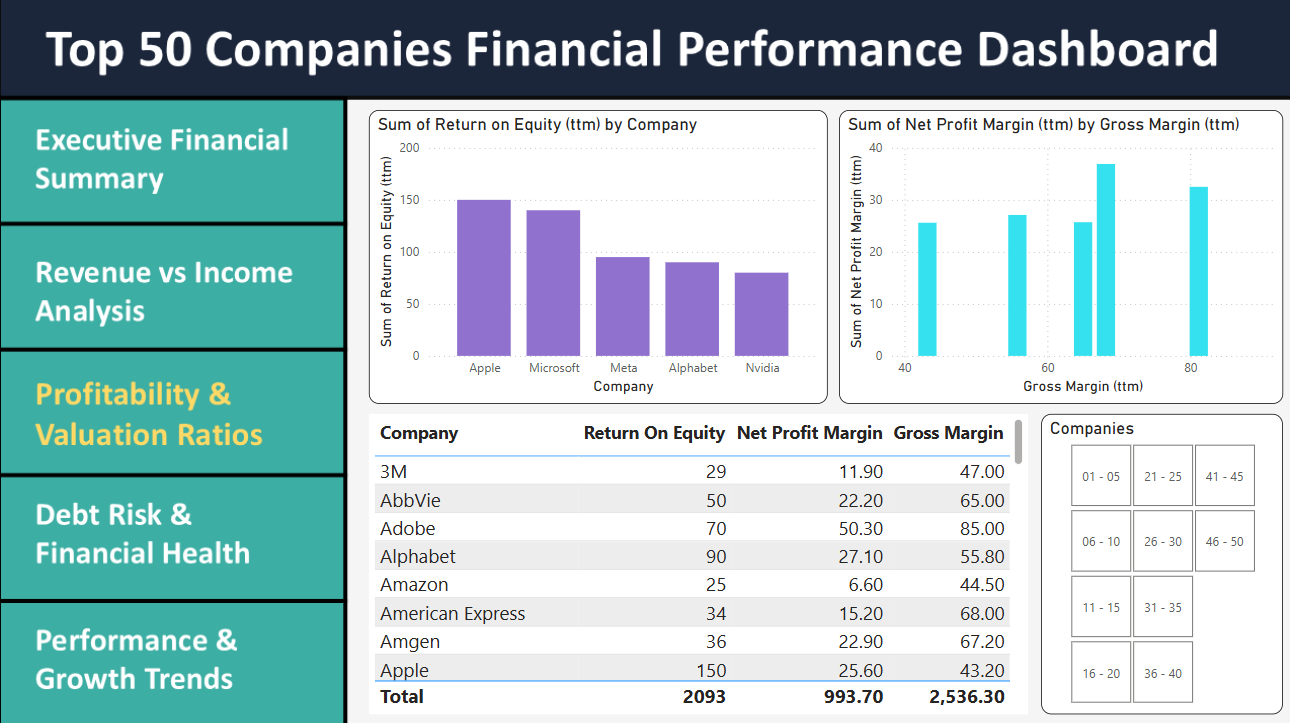 Top 50 Companies Financial Performance Dashboard
Executive Financial
Summary
Revenue vs Income
Analysis
Profitability &
Valuation Ratios
Debt Risk &
Financial Health
Performance &
Growth Trends
Sum of Return on Equity (ttm) by Company
Sum of Return on Equity (ttm)
200
150
100
50
0
Apple Microsoft Meta Alphabet Nvidia
Company
Sum of Net Profit Margin (ttm) by Gross Margin (ttm)
Sum of Net Profit Margin (ttm)
40
30
20
10
0
40 60 80
Gross Margin (ttm)
Company Return On Equity Net Profit Margin Gross Margin
3M 29 11.90 47.00
AbbVie 50 22.20 65.00
Adobe 70 50.30 85.00
Alphabet 90 27.10 55.80
Amazon 25 6.60 44.50
American Express 34 15.20 68.00
Amgen 36 22.90 67.20
Apple 150 25.60 43.20
Total 2093 993.70 2,536.30
Companies
01 - 05 21 - 25 41 - 45
06 - 10 26 - 30 46 - 50
11 - 15 31 - 35
16 - 20 36 - 40